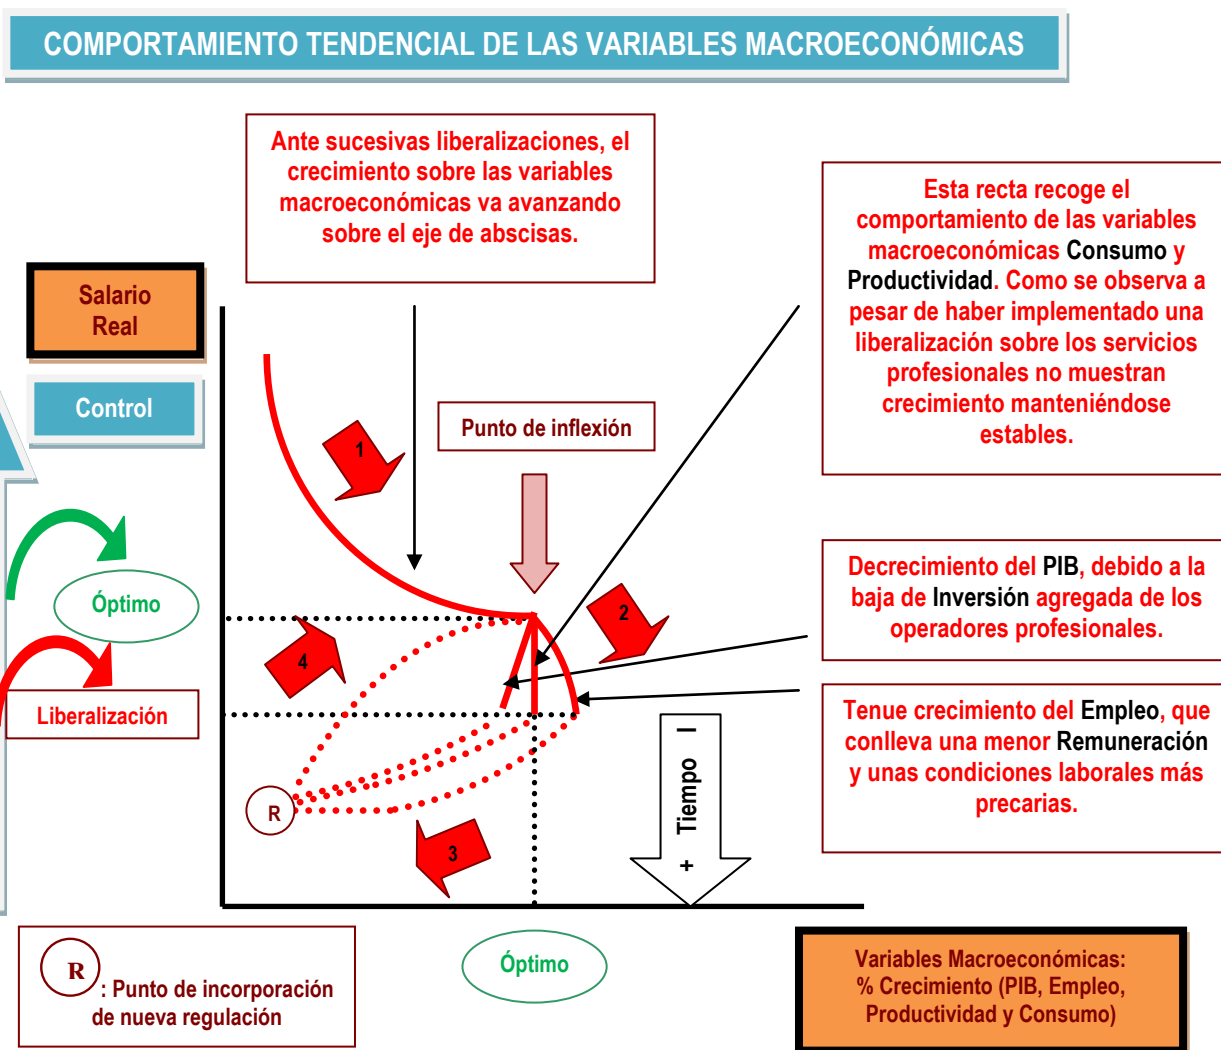 COMPORTAMIENTO TENDENCIAL DE LAS VARIABLES MACROECONÓMICAS
Ante sucesivas liberalizaciones, el
crecimiento sobre las variables
macroeconómicas va avanzando
sobre el eje de abscisas.
Esta recta recoge el
comportamiento de las variables
macroeconómicas Consumo y
Productividad. Como se observa a
pesar de haber implementado una
liberalización sobre los servicios
profesionales no muestran
crecimiento manteniéndose
estables.
Salario
Real
Control
Punto de inflexión
1
2
Óptimo
4
Liberalización
Decrecimiento del PIB, debido a la
baja de Inversión agregada de los
operadores profesionales.
Tenue crecimiento del Empleo, que
conlleva una menor Remuneración
y unas condiciones laborales más
precarias.
+ Tiempo –
R
3
R
: Punto de incorporación
de nueva regulación
Óptimo
Variables Macroeconómicas:
% Crecimiento (PIB, Empleo,
Productividad y Consumo)